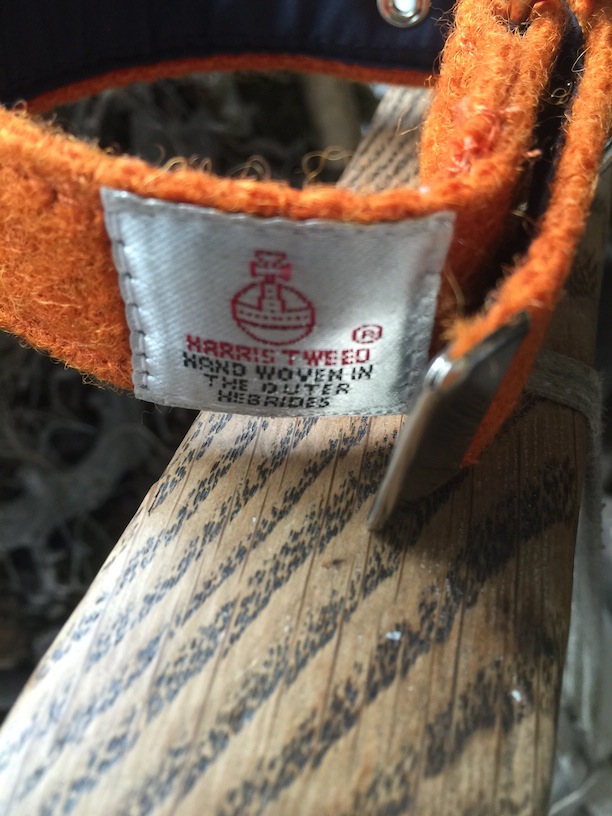 ®
HARRIS TWEED
HAND WOVEN IN
THE OUTER
HEBRIDES